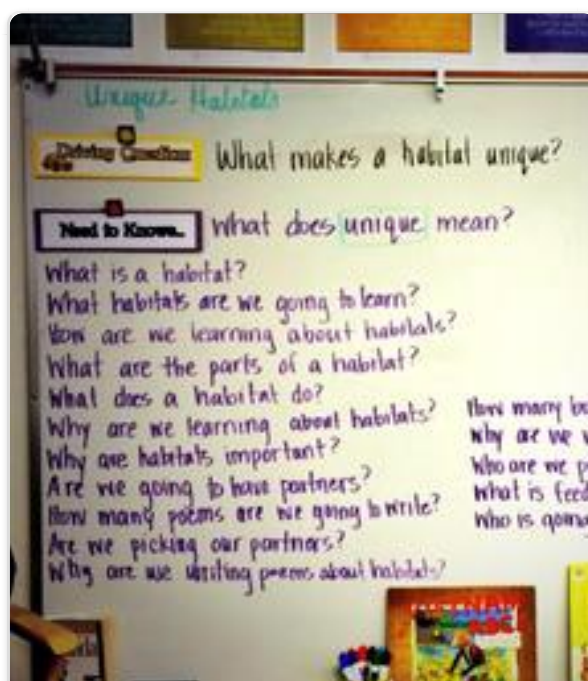 Unique Habitats
Driving Question
What makes a habitat unique?
Need to Knows..
What does unique mean?
What is a habitat?
What habitats are we going to learn?
How are we learning about habitats?
What are the parts of a habitat?
What does a habitat do?
Why are we learning about habitats?
Why are habitats important?
Are we going to have partners?
How many poems are we going to write?
Are we picking our partners?
Why are we writing poems about habitats?
How many
Why are we
Who are we
What is
Who is going